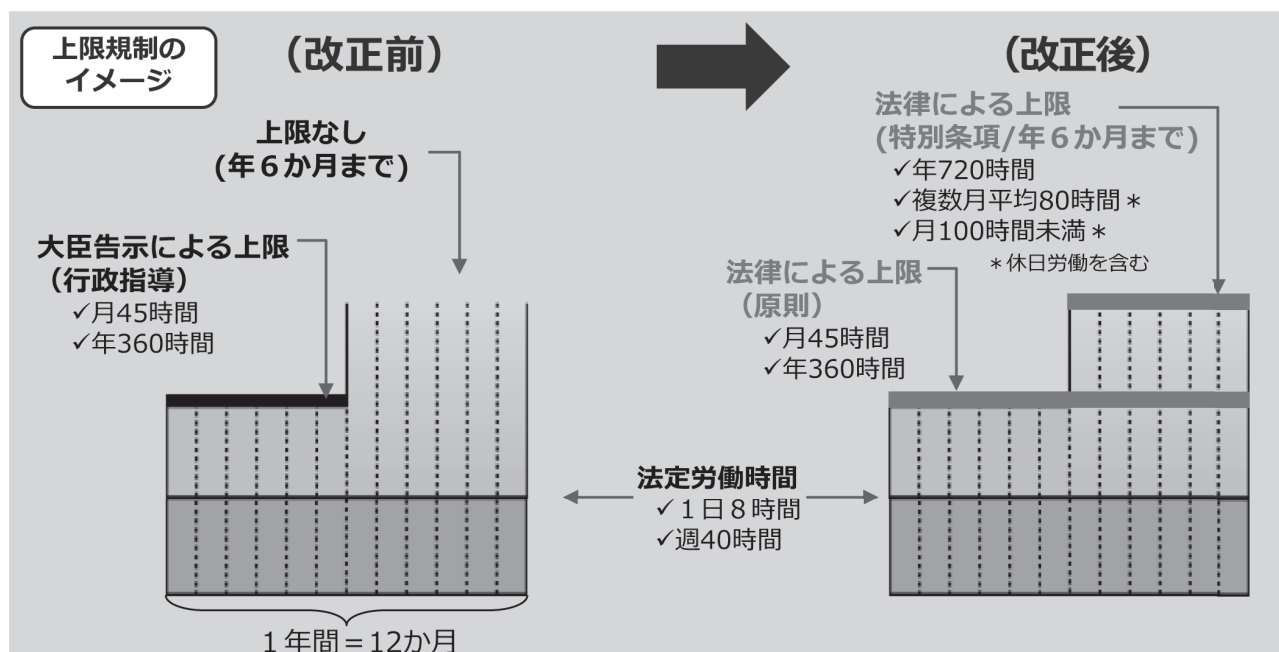 上限規制の
イメージ
(改正前)
上限なし
(年６か月まで)
大臣告示による上限
（行政指導）
✓月45時間
✓年360時間
１年間＝12か月
法定労働時間
✓１日８時間
✓週40時間
(改正後)
法律による上限
(特別条項/年６か月まで)
✓年720時間
✓複数月平均80時間＊
✓月100時間未満＊
＊休日労働を含む
法律による上限
（原則）
✓月45時間
✓年360時間